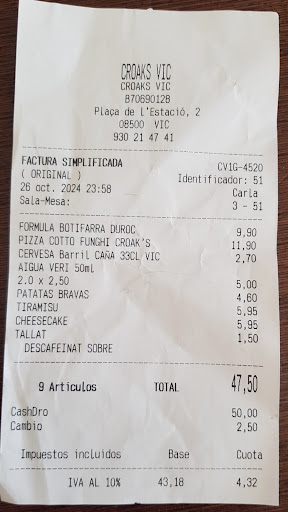 CROAKS VIC
CROAKS VIC
B70690128
Plaça de L'Estació, 2
08500 VIC
930 21 47 41
FACTURA SIMPLIFICADA CV1G-4520
( ORIGINAL ) Identificador: 51
26 oct. 2024 23:58 Carla
Sala-Mesa: 3 - 51
FORMULA BOTIFARRA DUROC 9,90
PIZZA COTTO FUNGHI CROAK'S 11,90
CERVESA Barril CAÑA 33CL VIC 2,70
AIGUA VERI 50ml
2.0 x 2,50 5,00
PATATAS BRAVAS 4,60
TIRAMISU 5,95
CHEESECAKE 5,95
TALLAT 1,50
DESCAFEINAT SOBRE
9 Artículos TOTAL 47,50
CashDro 50,00
Cambio 2,50
Impuestos incluidos Base Cuota
IVA AL 10% 43,18 4,32